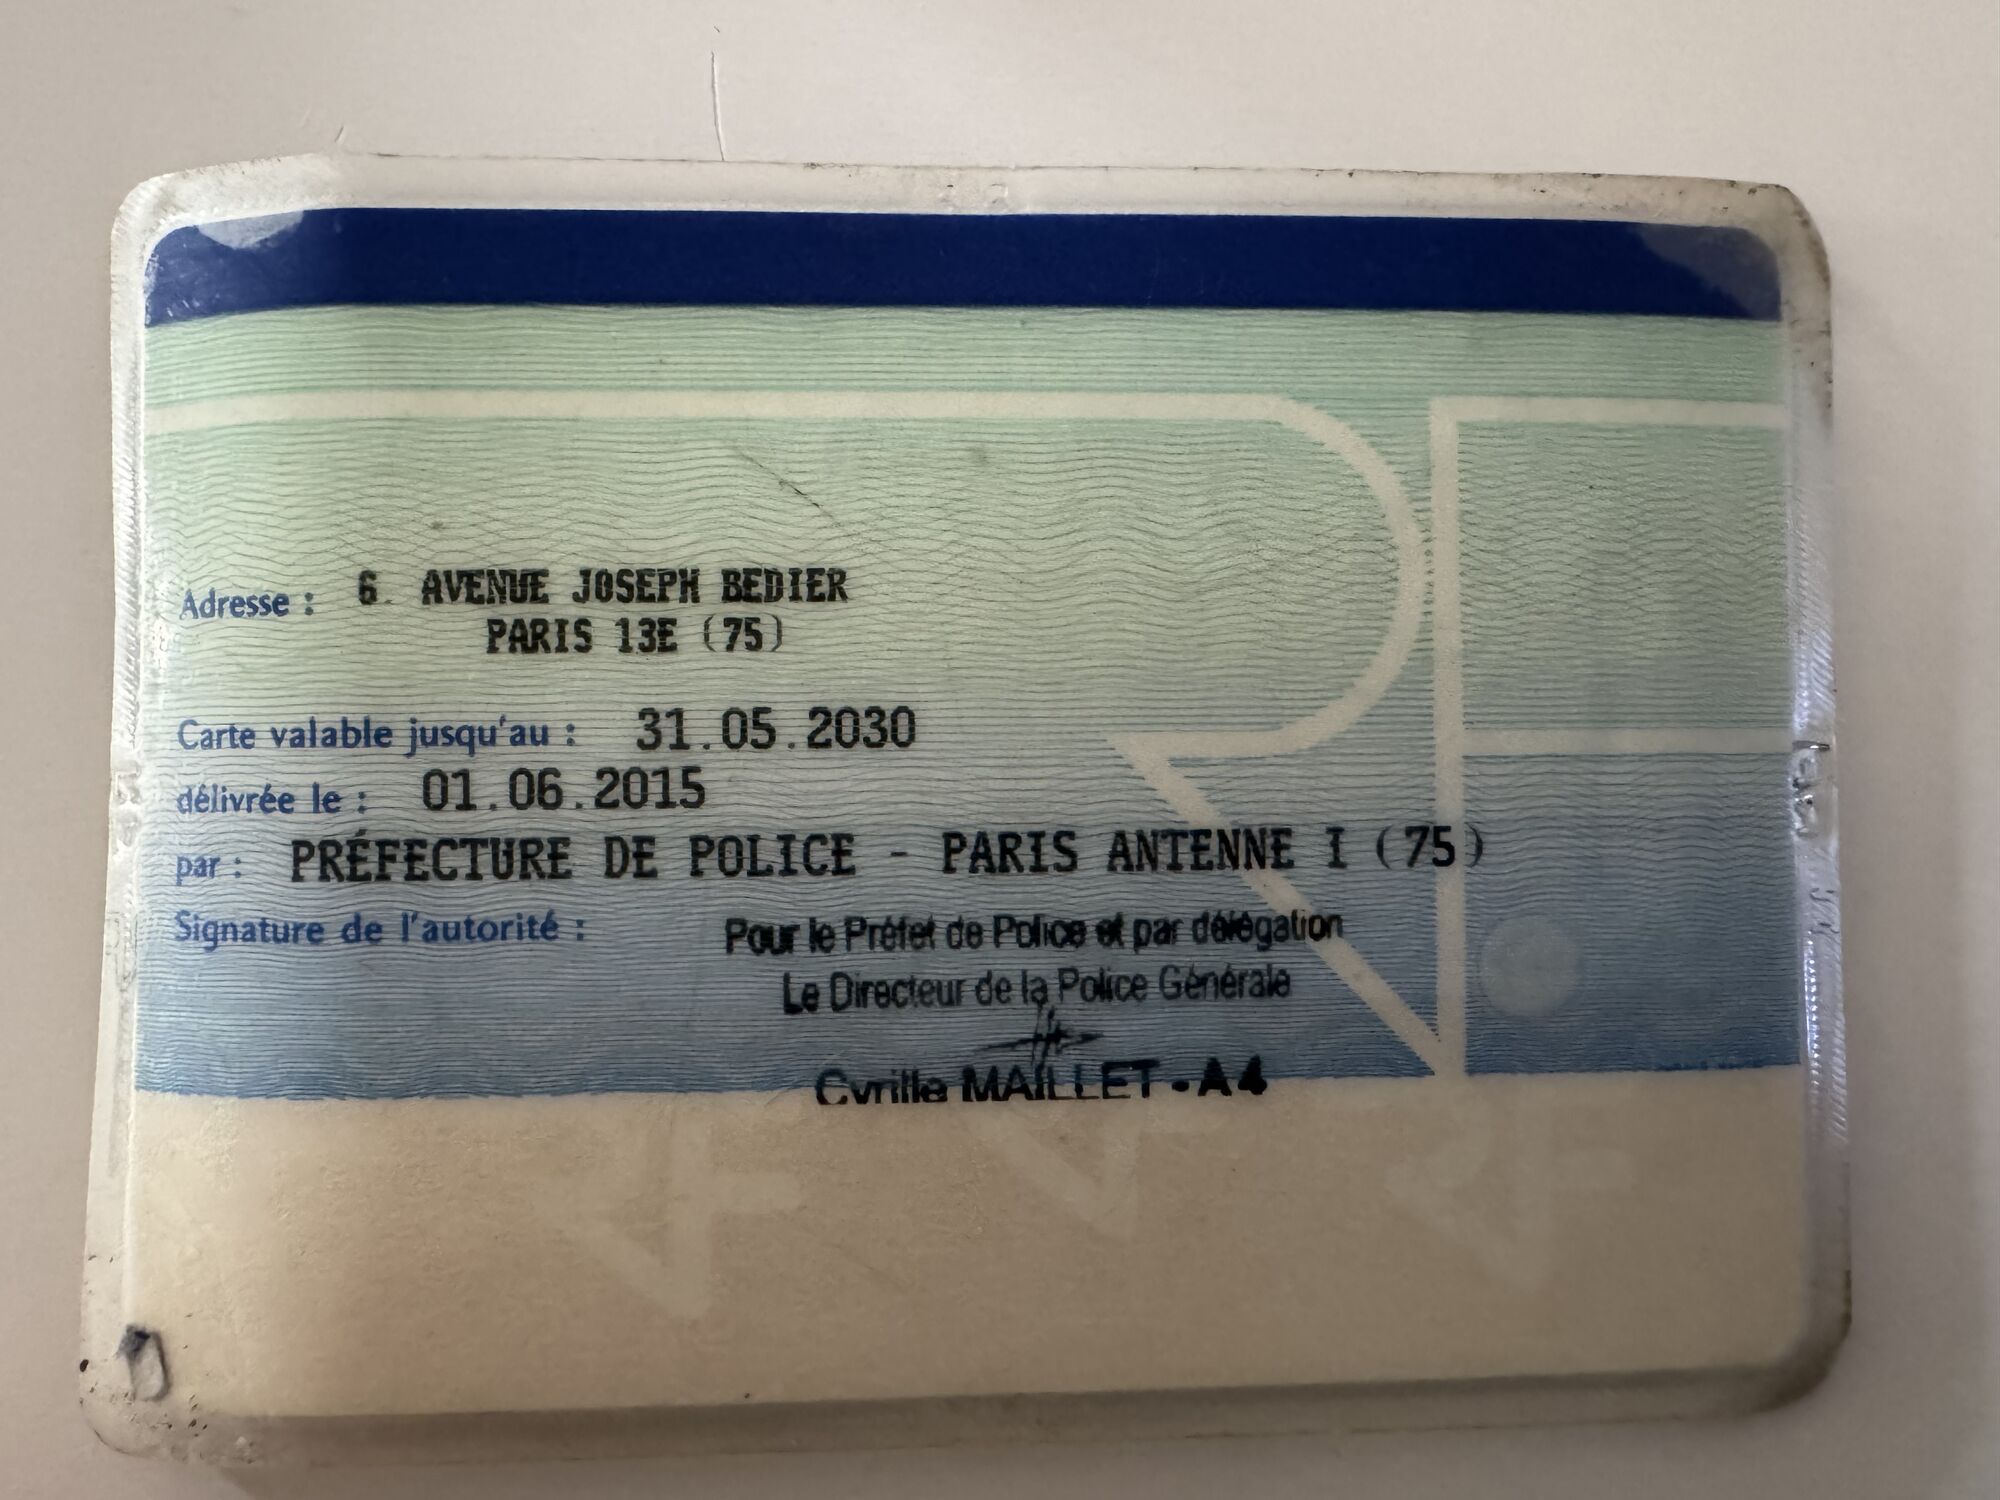 Adresse : 6 AVENUE JOSEPH BEDIER
PARIS 13E (75)
Carte valable jusqu'au : 31.05.2030
délivrée le : 01.06.2015
par : PRÉFECTURE DE POLICE - PARIS ANTENNE I (75)
Signature de l'autorité : Pour le Préfet de Police et par délégation
Le Directeur de la Police Générale
Cyrille MAILLET - A4